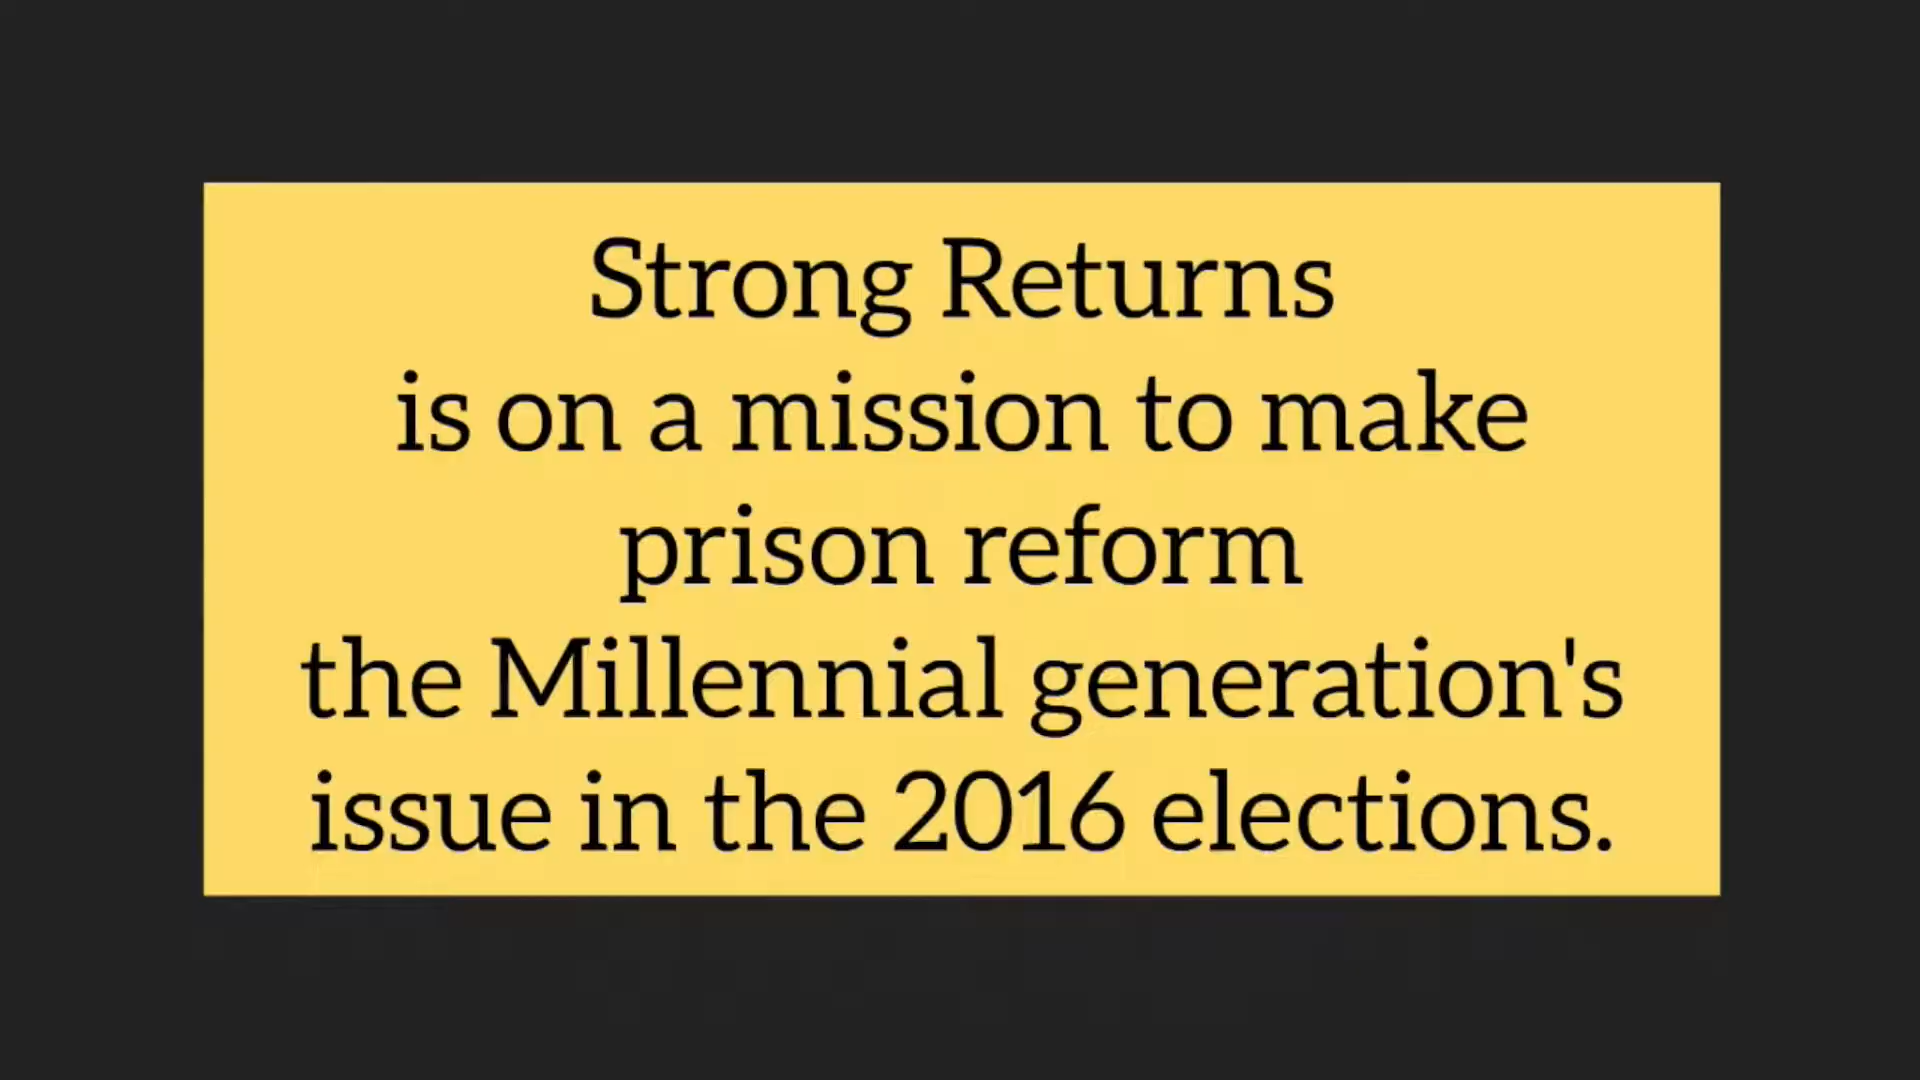 Strong Returns
is on a mission to make
prison reform
the Millennial generation's
issue in the 2016 elections.